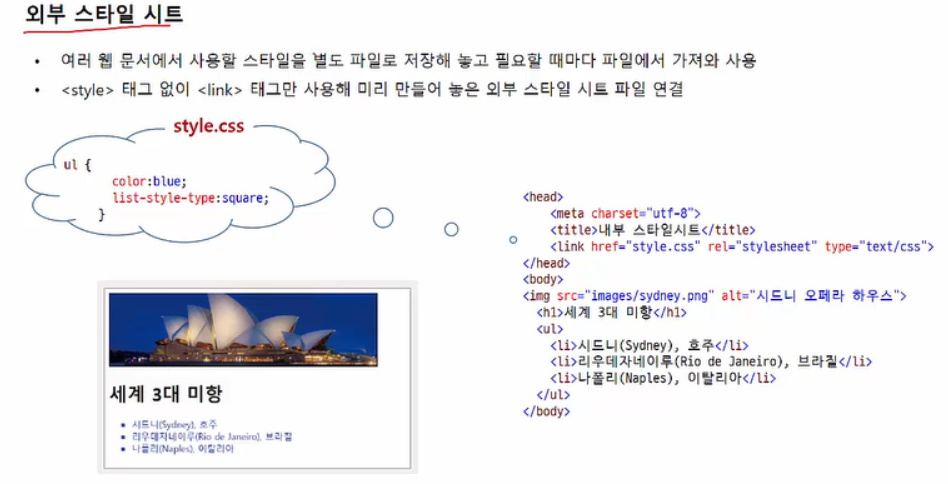 외부 스타일 시트
• 여러 웹 문서에서 사용할 스타일을 별도 파일로 저장해 놓고 필요할 때마다 파일에서 가져와 사용
• <style> 태그 없이 <link> 태그만 사용해 미리 만들어 놓은 외부 스타일 시트 파일 연결
style.css
ul {
color:blue;
list-style-type:square;
}
<head>
<meta charset="utf-8">
<title>내부 스타일시트</title>
<link href="style.css" rel="stylesheet" type="text/css">
</head>
<body>
<img src="images/sydney.png" alt="시드니 오페라 하우스">
<h1>세계 3대 미항</h1>
<ul>
<li>시드니(Sydney), 호주</li>
<li>리우데자네이루(Rio de Janeiro), 브라질</li>
<li>나폴리(Naples), 이탈리아</li>
</ul>
</body>
세계 3대 미항
▪ 시드니(Sydney), 호주
▪ 리우데자네이루(Rio de Janeiro), 브라질
▪ 나폴리(Naples), 이탈리아